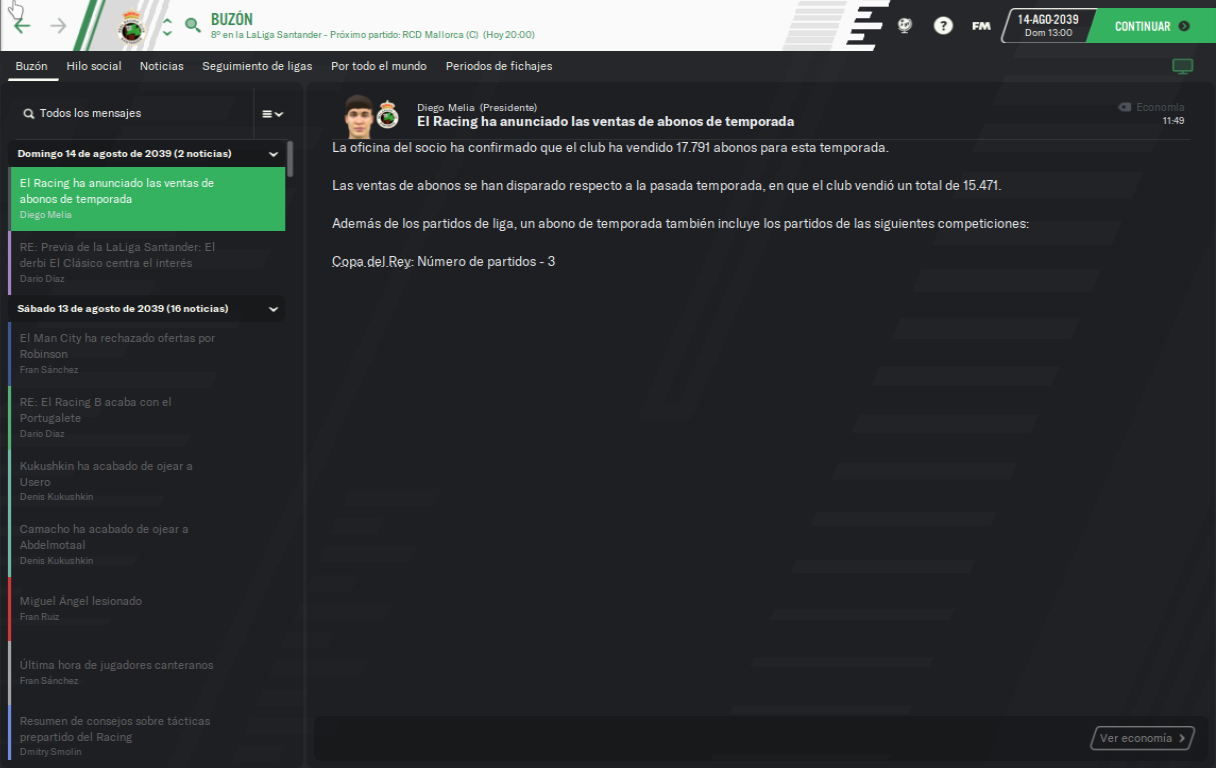 BUZÓN
8º en la LaLiga Santander - Próximo partido: RCD Mallorca (C) (Hoy 20:00)
?
FM
14-AGO-2039
Dom 13:00
CONTINUAR
Buzón
Hilo social
Noticias
Seguimiento de ligas
Por todo el mundo
Periodos de fichajes
Todos los mensajes
Domingo 14 de agosto de 2039 (2 noticias)
El Racing ha anunciado las ventas de
abonos de temporada
Diego Melia
RE: Previa de la LaLiga Santander: El
derbi El Clásico centra el interés
Darío Díaz
Sábado 13 de agosto de 2039 (16 noticias)
El Man City ha rechazado ofertas por
Robinson
Fran Sánchez
RE: El Racing B acaba con el
Portugalete
Darío Díaz
Kukushkin ha acabado de ojear a
Usero
Denis Kukushkin
Camacho ha acabado de ojear a
Abdelmotaal
Denis Kukushkin
Miguel Ángel lesionado
Fran Ruiz
Última hora de jugadores canteranos
Fran Sánchez
Resumen de consejos sobre tácticas
prepartido del Racing
Dmitry Smolin
Diego Melia (Presidente)
El Racing ha anunciado las ventas de abonos de temporada
Economía
11:49
La oficina del socio ha confirmado que el club ha vendido 17.791 abonos para esta temporada.
Las ventas de abonos se han disparado respecto a la pasada temporada, en que el club vendió un total de 15.471.
Además de los partidos de liga, un abono de temporada también incluye los partidos de las siguientes competiciones:
Copa del Rey: Número de partidos - 3
Ver economía